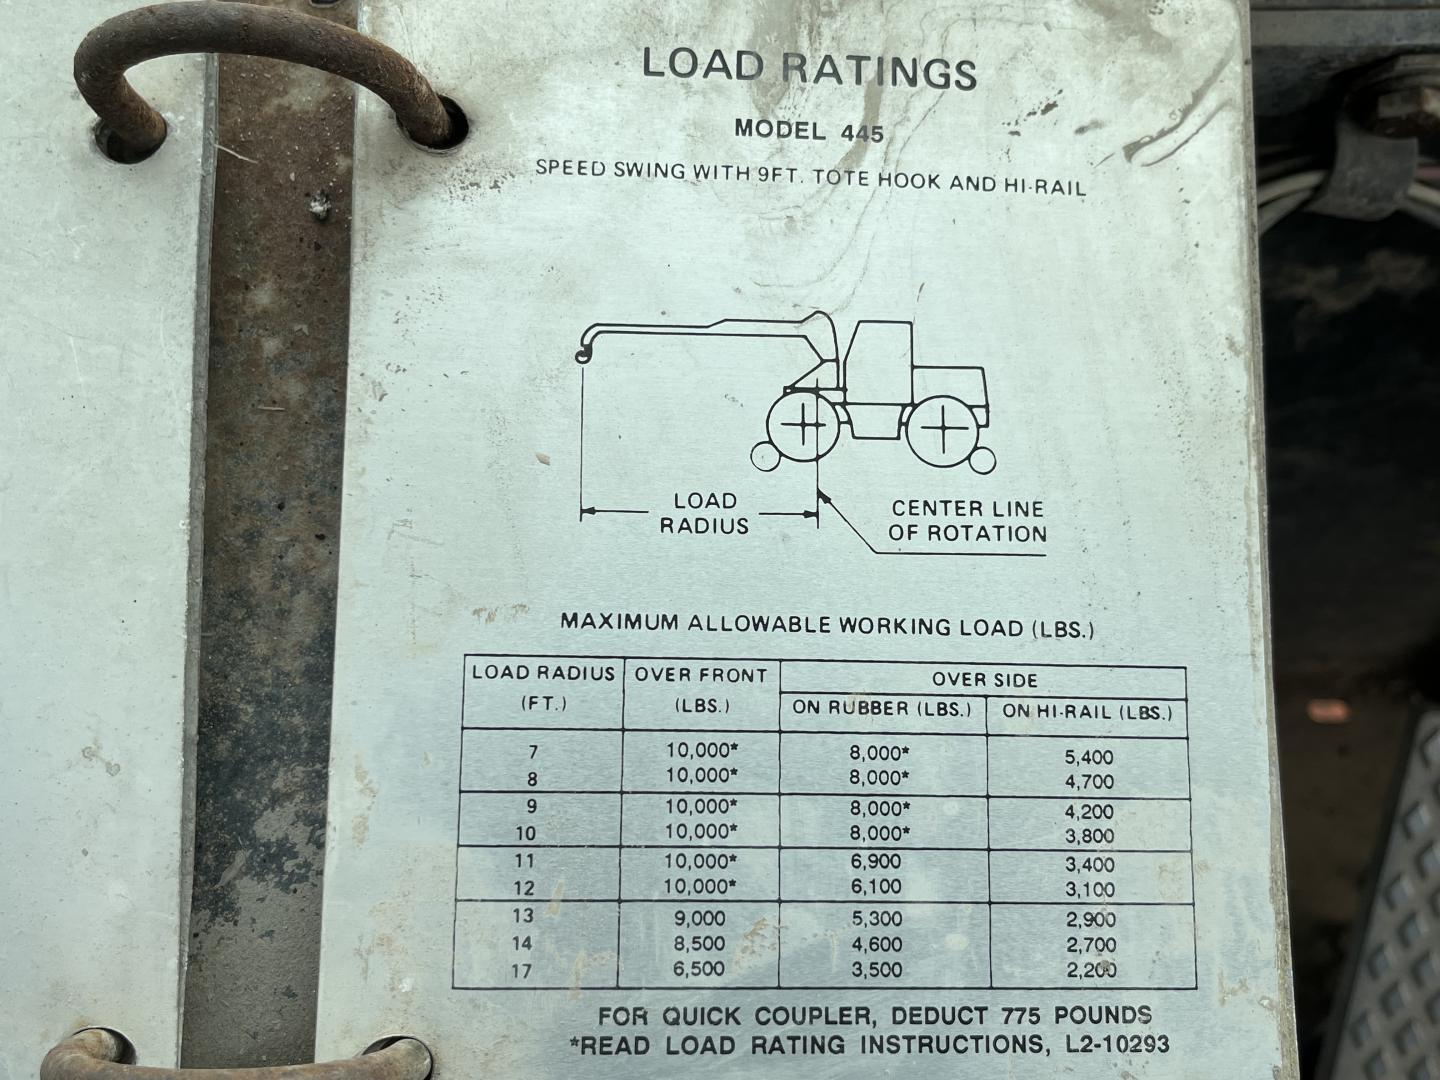 LOAD RATINGS
MODEL 445
SPEED SWING WITH 9FT. TOTE HOOK AND HI-RAIL
LOAD
RADIUS
CENTER LINE
OF ROTATION
MAXIMUM ALLOWABLE WORKING LOAD (LBS.)
LOAD RADIUS OVER FRONT OVER SIDE
(FT.) (LBS.) ON RUBBER (LBS.) ON HI-RAIL (LBS.)
7 10,000* 8,000* 5,400
8 10,000* 8,000* 4,700
9 10,000* 8,000* 4,200
10 10,000* 8,000* 3,800
11 10,000* 6,900 3,400
12 10,000* 6,100 3,100
13 9,000 5,300 2,900
14 8,500 4,600 2,700
17 6,500 3,500 2,200
FOR QUICK COUPLER, DEDUCT 775 POUNDS
*READ LOAD RATING INSTRUCTIONS, L2-10293